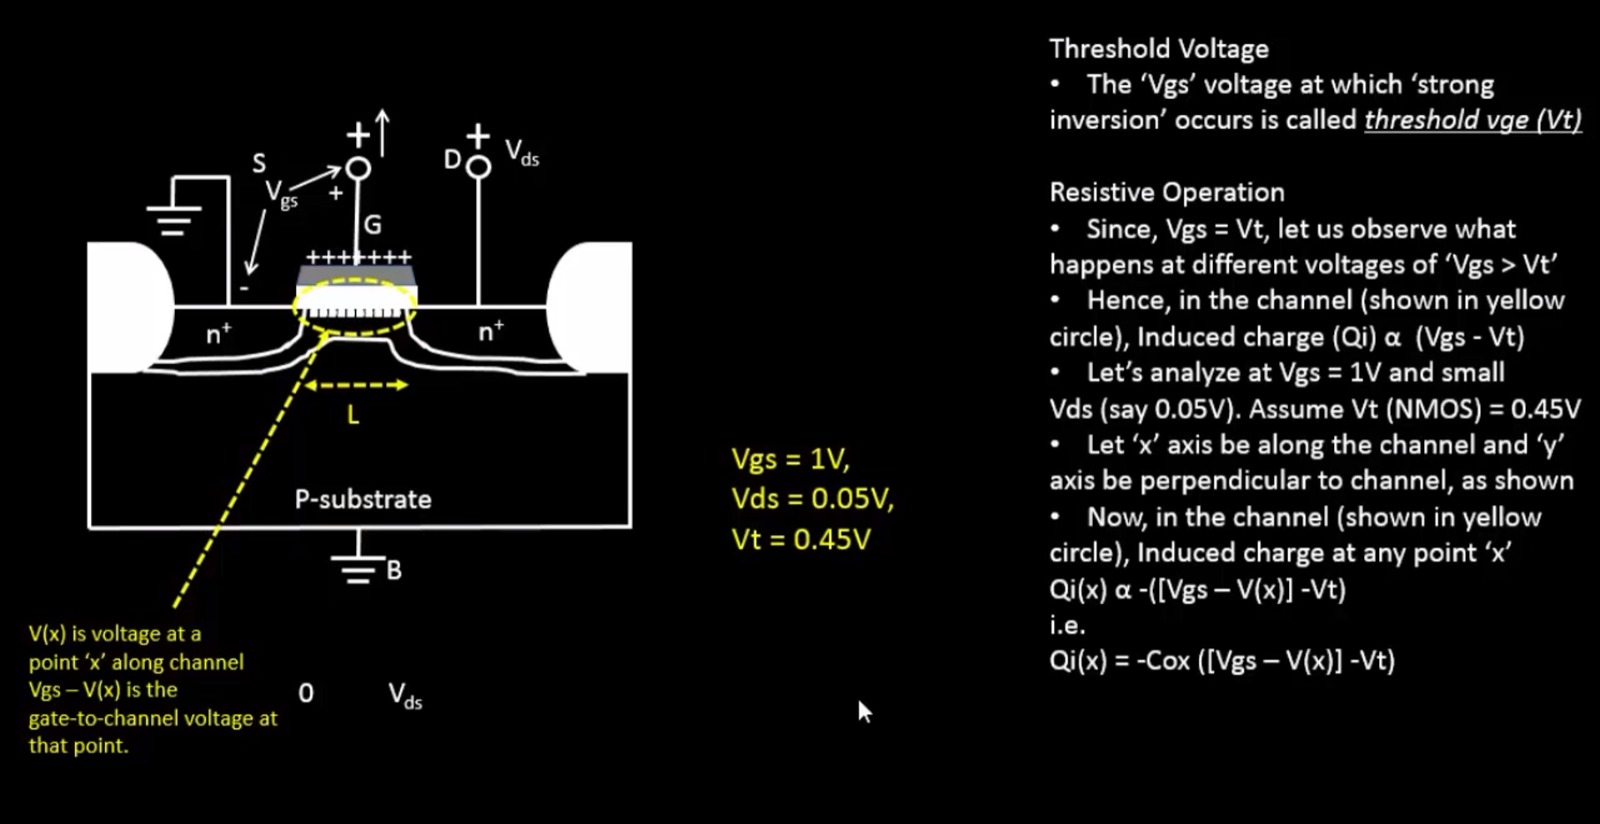 S
Vgs
+
+
G
++++++++
-
D
+
Vds
n+
n+
L
P-substrate
B
V(x) is voltage at a
point ‘x’ along channel
Vgs – V(x) is the
gate-to-channel voltage at
that point.
0
Vds
Vgs = 1V,
Vds = 0.05V,
Vt = 0.45V
Threshold Voltage
• The ‘Vgs’ voltage at which ‘strong
inversion’ occurs is called threshold vge (Vt)
Resistive Operation
• Since, Vgs = Vt, let us observe what
happens at different voltages of ‘Vgs > Vt’
• Hence, in the channel (shown in yellow
circle), Induced charge (Qi) α (Vgs - Vt)
• Let’s analyze at Vgs = 1V and small
Vds (say 0.05V). Assume Vt (NMOS) = 0.45V
• Let ‘x’ axis be along the channel and ‘y’
axis be perpendicular to channel, as shown
• Now, in the channel (shown in yellow
circle), Induced charge at any point ‘x’
Qi(x) α -([Vgs – V(x)] -Vt)
i.e.
Qi(x) = -Cox ([Vgs – V(x)] -Vt)